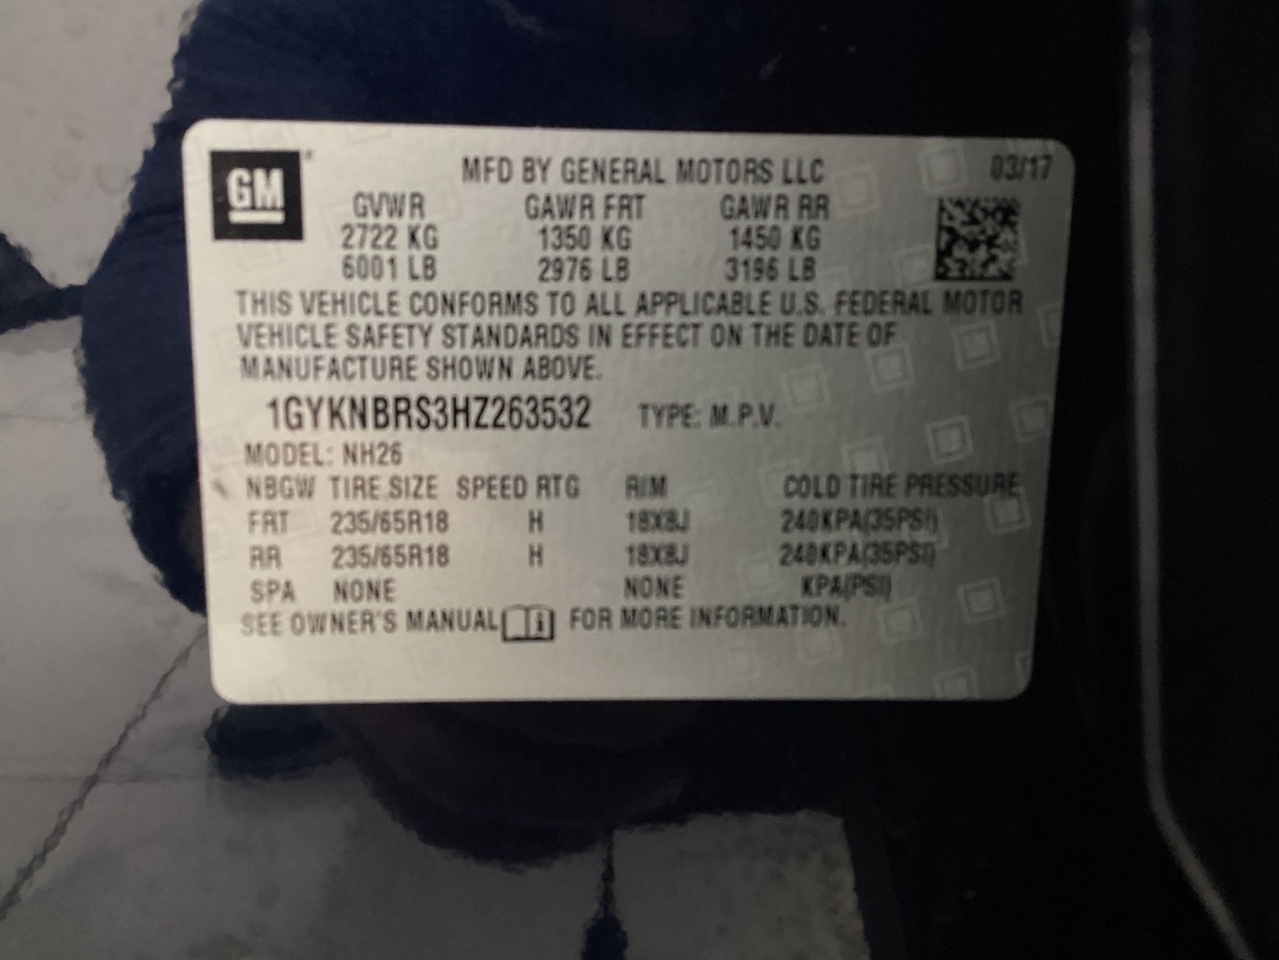 GM
MFD BY GENERAL MOTORS LLC 03/17
GVWR GAWR FRT GAWR RR
2722 KG 1350 KG 1450 KG
6001 LB 2976 LB 3196 LB
THIS VEHICLE CONFORMS TO ALL APPLICABLE U.S. FEDERAL MOTOR
VEHICLE SAFETY STANDARDS IN EFFECT ON THE DATE OF
MANUFACTURE SHOWN ABOVE.
1GYKNBRS3HZ263532 TYPE: M.P.V.
MODEL: NH26
NBGW TIRE SIZE SPEED RTG RIM COLD TIRE PRESSURE
FRT 235/65R18 H 18X8J 240KPA(35PSI)
RR 235/65R18 H 18X8J 240KPA(35PSI)
SPA NONE NONE KPA(PSI)
SEE OWNER'S MANUAL i FOR MORE INFORMATION.